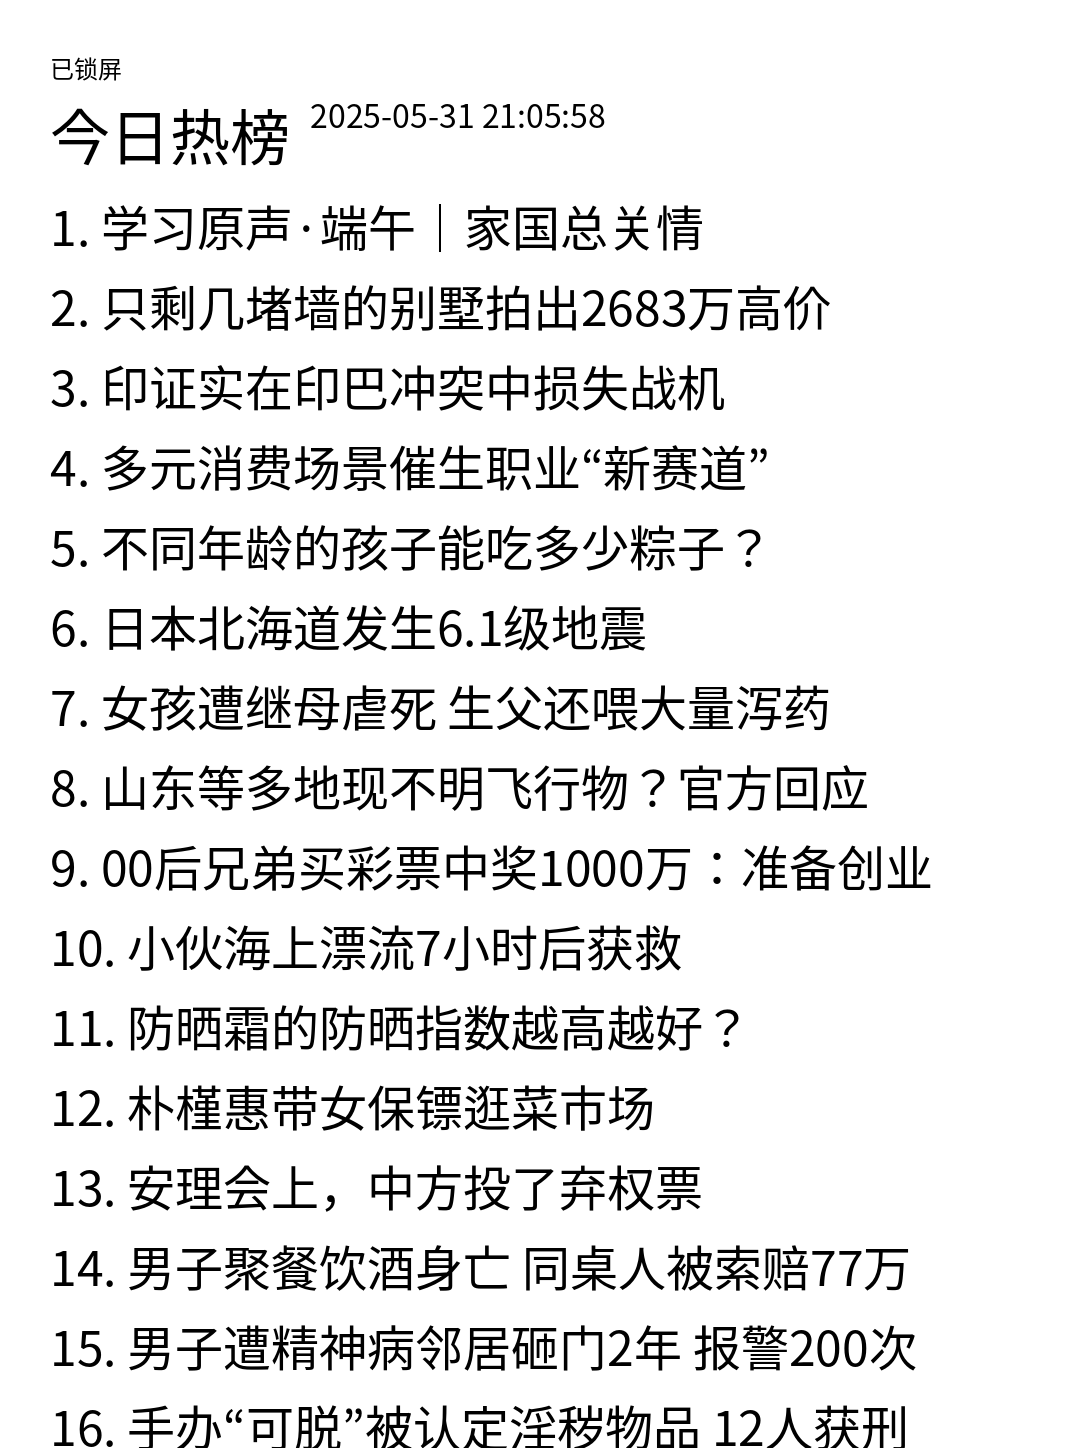 已锁屏
今日热榜 2025-05-31 21:05:58
1. 学习原声·端午｜家国总关情
2. 只剩几堵墙的别墅拍出2683万高价
3. 印证实在印巴冲突中损失战机
4. 多元消费场景催生职业“新赛道”
5. 不同年龄的孩子能吃多少粽子？
6. 日本北海道发生6.1级地震
7. 女孩遭继母虐死 生父还喂大量泻药
8. 山东等多地现不明飞行物？官方回应
9. 00后兄弟买彩票中奖1000万：准备创业
10. 小伙海上漂流7小时后获救
11. 防晒霜的防晒指数越高越好？
12. 朴槿惠带女保镖逛菜市场
13. 安理会上，中方投了弃权票
14. 男子聚餐饮酒身亡 同桌人被索赔77万
15. 男子遭精神病邻居砸门2年 报警200次
16. 手办“可脱”被认定淫秽物品 12人获刑